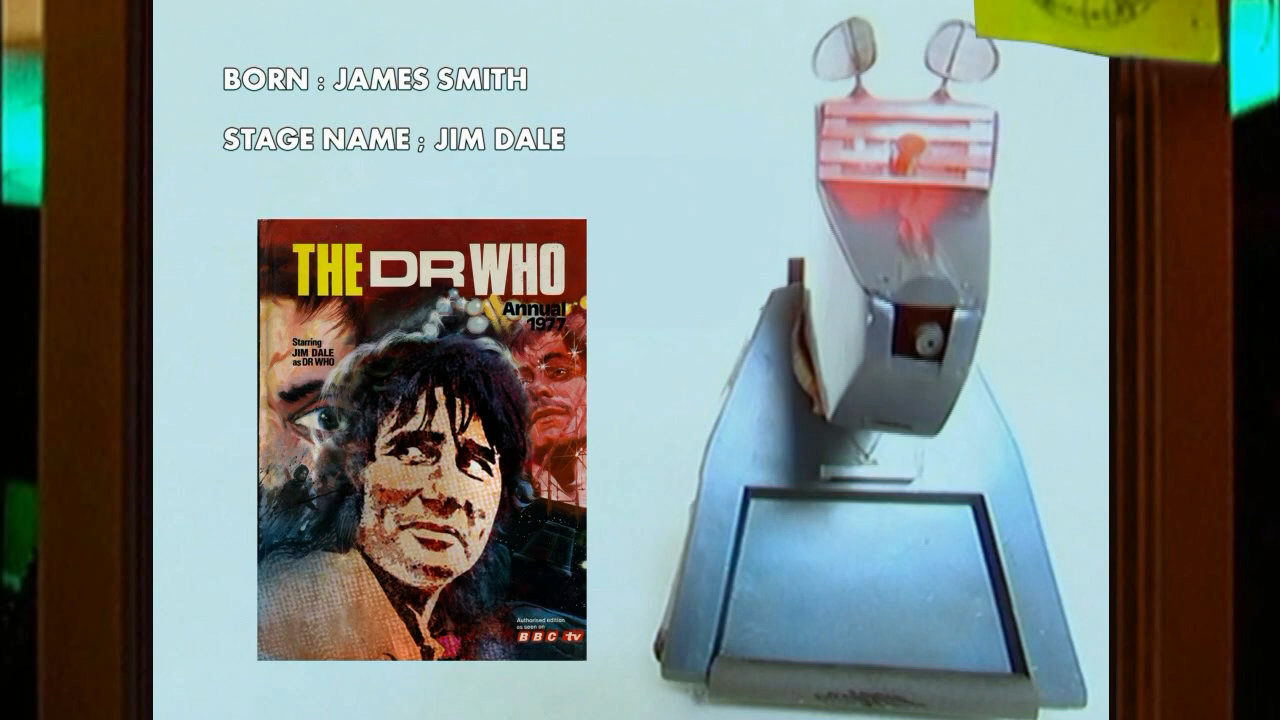 BORN : JAMES SMITH
STAGE NAME ; JIM DALE
THE DR WHO
Annual
1977
Starring
JIM DALE
as DR WHO
Authorised edition
as seen on
BBC tv